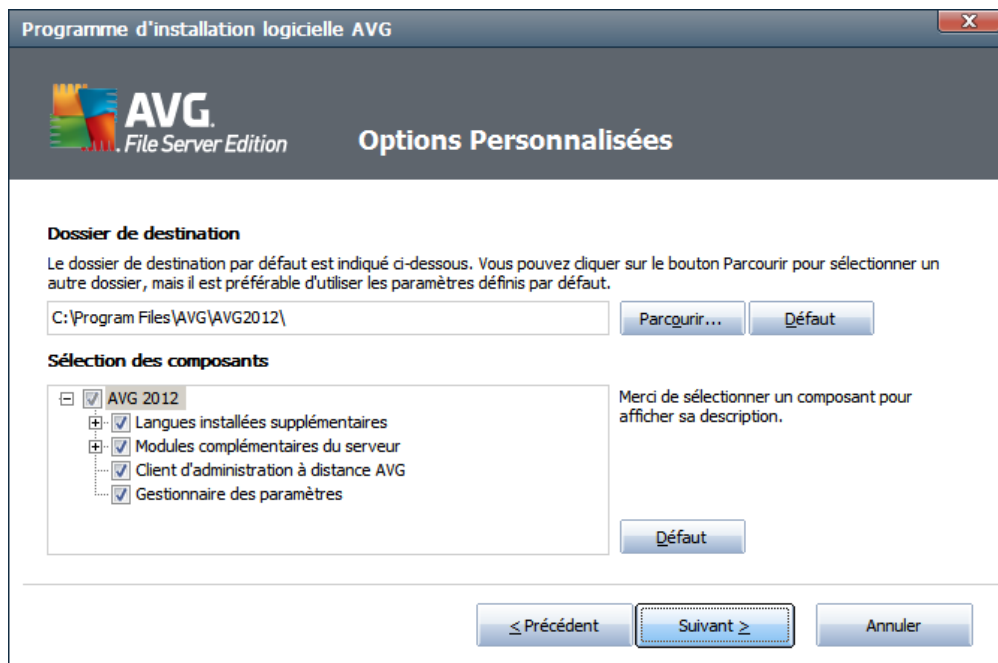 Programme d'installation logicielle AVG
X
AVG.
File Server Edition
Options Personnalisées
Dossier de destination
Le dossier de destination par défaut est indiqué ci-dessous. Vous pouvez cliquer sur le bouton Parcourir pour sélectionner un
autre dossier, mais il est préférable d'utiliser les paramètres définis par défaut.
C:\Program Files\AVG\AVG2012\
Parcourir...
Défaut
Sélection des composants
AVG 2012
Langues installées supplémentaires
Modules complémentaires du serveur
Client d'administration à distance AVG
Gestionnaire des paramètres
Merci de sélectionner un composant pour
afficher sa description.
Défaut
< Précédent
Suivant >
Annuler